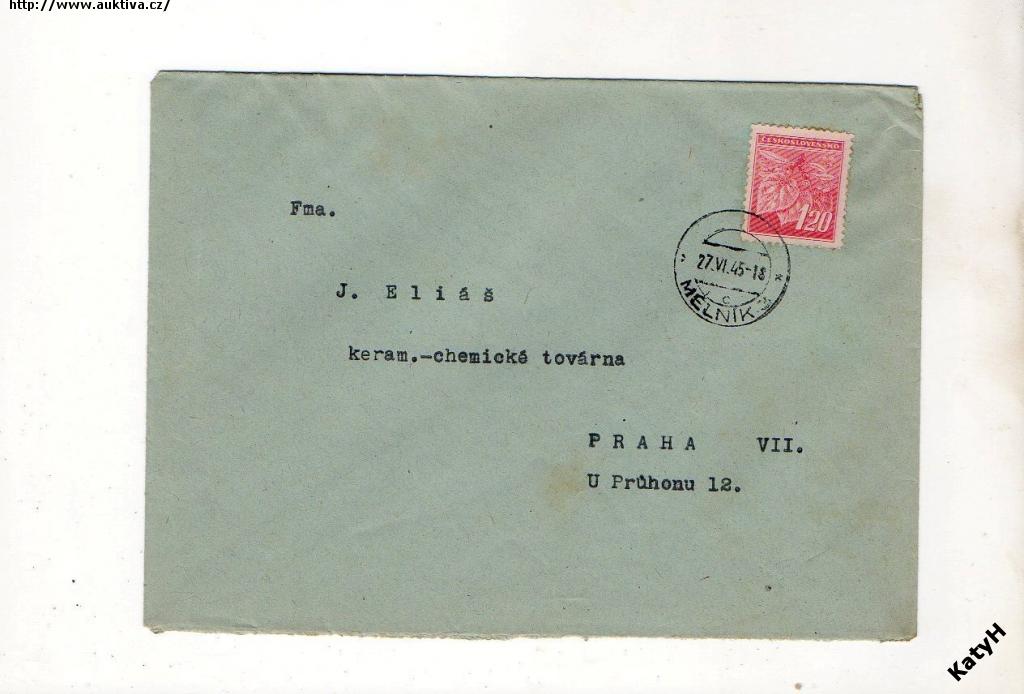 http://www.auktiva.cz/
ČESKOSLOVENSKO
1.20
Fma.
27.VI.45-18
c
MĚLNÍK
J. Eliáš
keram.-chemické továrna
PRAHA VII.
U Průhonu 12.
KatyH